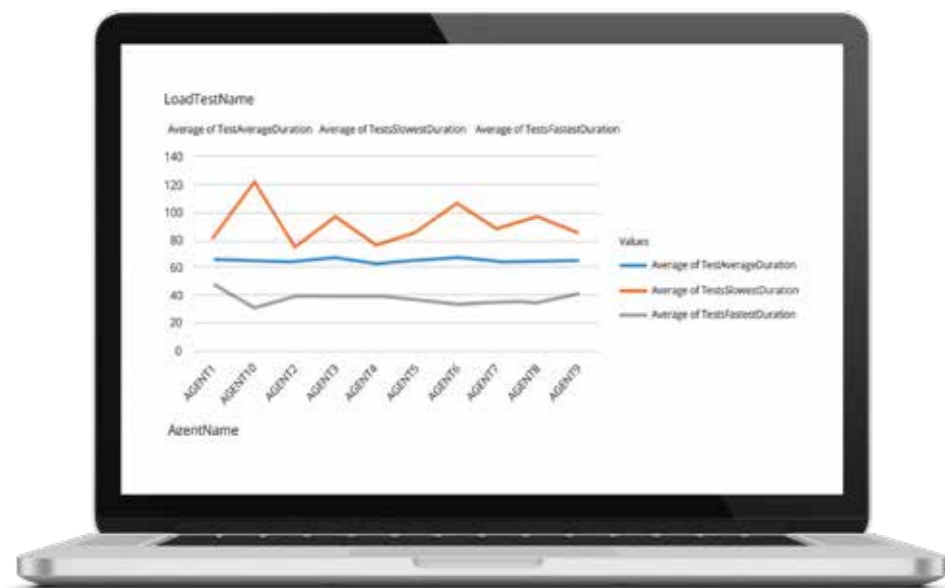 LoadTestName
Average of TestAverageDuration Average of TestsSlowestDuration Average of TestsFastestDuration
140
120
100
80
60
40
20
0
AGENT1 AGENT10 AGENT2 AGENT3 AGENT4 AGENT5 AGENT6 AGENT7 AGENT8 AGENT9
AgentName
Values
Average of TestAverageDuration
Average of TestsSlowestDuration
Average of TestsFastestDuration